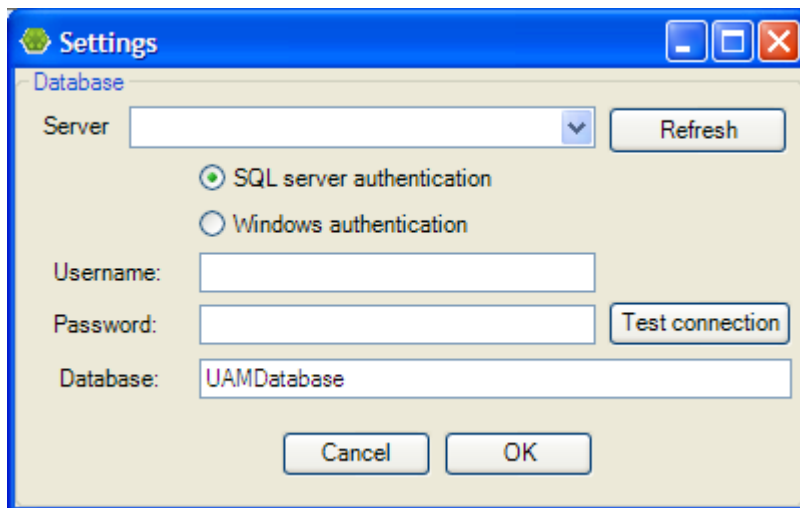 Settings
Database
Server
Refresh
SQL server authentication
Windows authentication
Username:
Password:
Test connection
Database:
UAMDatabase
Cancel
OK